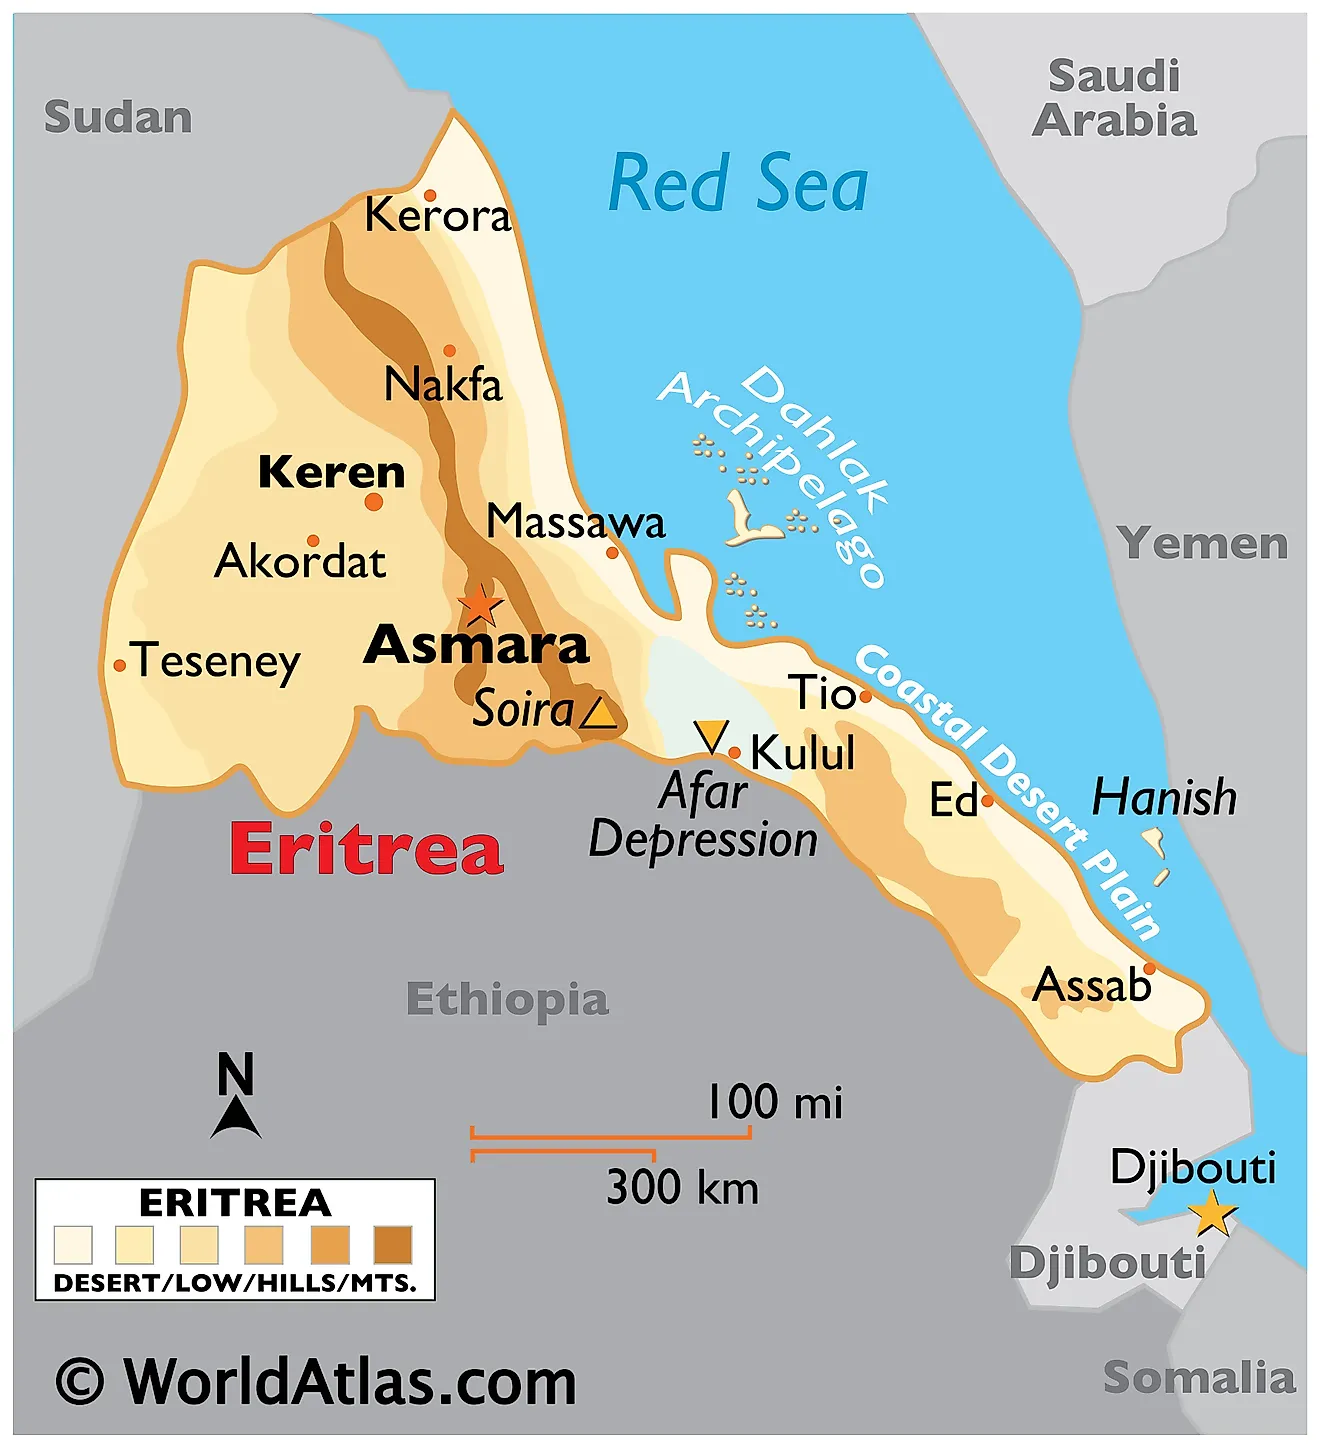 Sudan
Saudi
Arabia
Red Sea
Kerora
Nakfa
Dahlak
Archipelago
Keren
Massawa
Akordat
Yemen
Asmara
Teseney
Soira
Tio
Coastal Desert Plain
Kulul
Afar
Depression
Ed
Hanish
Eritrea
Assab
Ethiopia
N
100 mi
300 km
Djibouti
Djibouti
ERITREA
DESERT/LOW/HILLS/MTS.
Somalia
© WorldAtlas.com